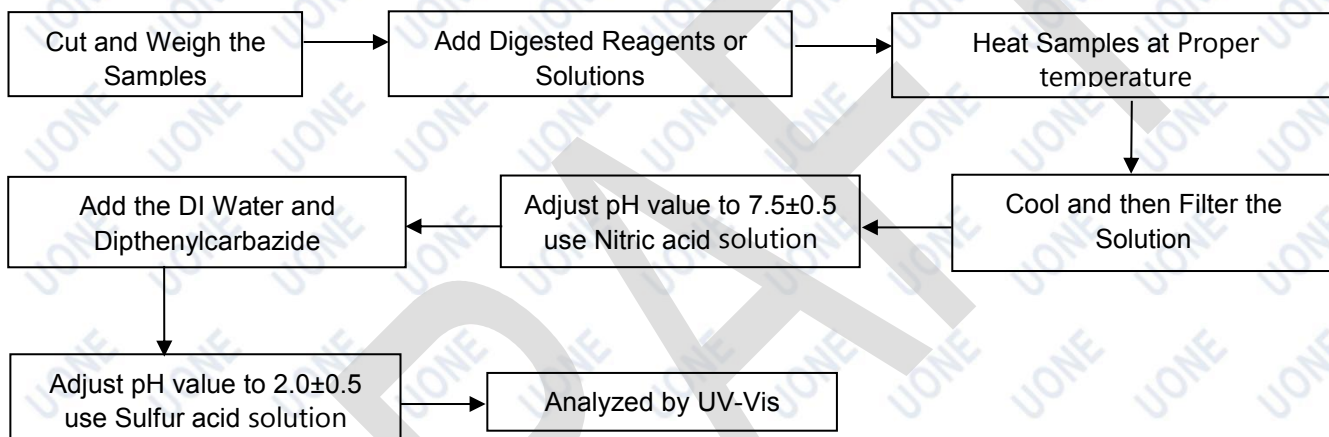 Cut and Weigh the
Samples
Add Digested Reagents or
Solutions
Heat Samples at Proper
temperature
Cool and then Filter the
Solution
Adjust pH value to 7.5±0.5
use Nitric acid solution
Add the DI Water and
Dipthenylcarbazide
Adjust pH value to 2.0±0.5
use Sulfur acid solution
Analyzed by UV-Vis